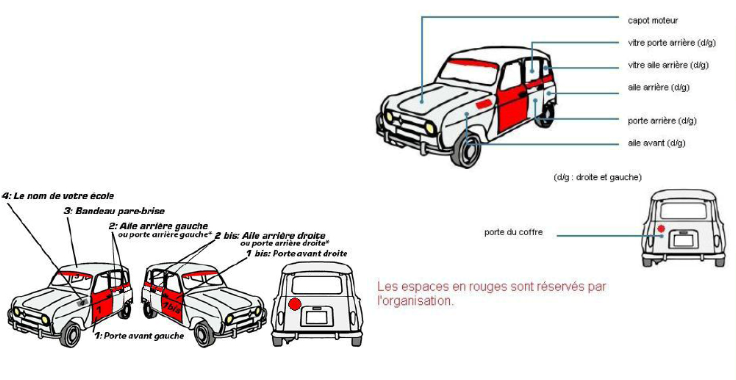 capot moteur
vitre porte arrière (d/g)
vitre aile arrière (d/g)
aile arrière (d/g)
porte arrière (d/g)
aile avant (d/g)
(d/g : droite et gauche)
porte du coffre
Les espaces en rouges sont réservés par
l'organisation.
4: Le nom de votre école
3: Bandeau pare-brise
2: Aile arrière gauche
ou porte arrière gauche*
2 bis: Aile arrière droite
ou porte arrière droite*
1 bis: Porte avant droite
1
1bis
1: Porte avant gauche